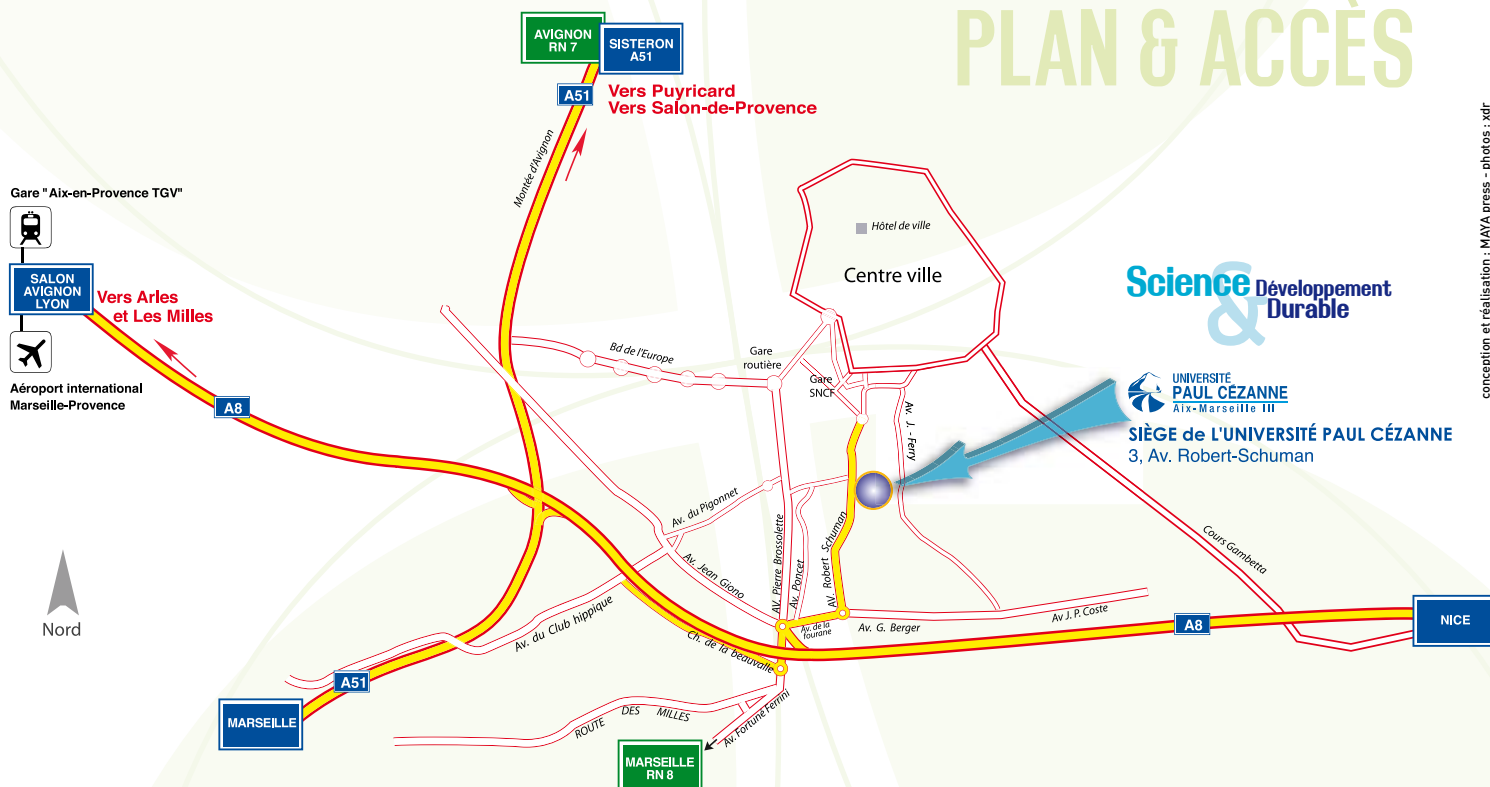 PLAN & ACCÈS
AVIGNON
RN 7
SISTERON
A51
A51
Vers Puyricard
Vers Salon-de-Provence
Montée d'Avignon
conception et réalisation : MAYA press - photos : xdr
Gare "Aix-en-Provence TGV"
SALON
AVIGNON
LYON
Vers Arles
et Les Milles
Aéroport international
Marseille-Provence
A8
Hôtel de ville
Centre ville
Science & Développement
Durable
Bd de l'Europe
Gare
routière
Gare
SNCF
Av. J. - Ferry
UNIVERSITÉ
PAUL CÉZANNE
Aix-Marseille III
SIÈGE de L'UNIVERSITÉ PAUL CÉZANNE
3, Av. Robert-Schuman
Av. du Pigonnet
Av. Jean Giono
AV. Pierre Brossolette
Av. Poncet
AV. Robert Schuman
Cours Gambetta
Nord
Av. du Club hippique
Ch. de la beauvalle
Av. de la
fourane
Av. G. Berger
Av J. P. Coste
A8
NICE
A51
MARSEILLE
ROUTE DES MILLES
Av. Fortuné Ferrini
MARSEILLE
RN 8